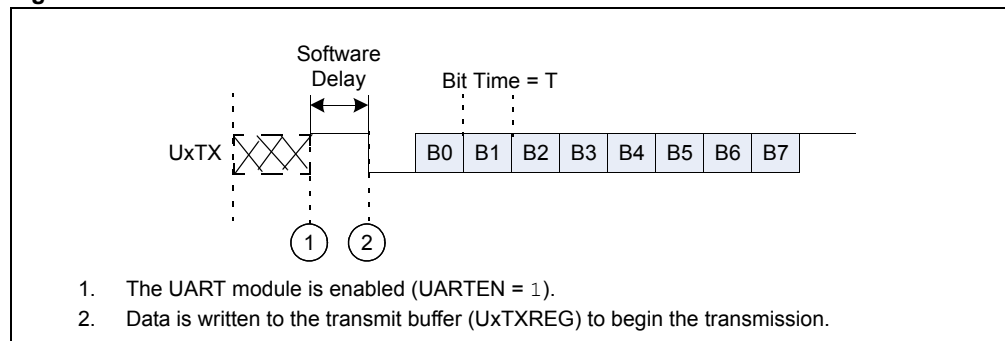 Software
Delay
Bit Time = T
UxTX
B0 B1 B2 B3 B4 B5 B6 B7
1 2
1. The UART module is enabled (UARTEN = 1).
2. Data is written to the transmit buffer (UxTXREG) to begin the transmission.